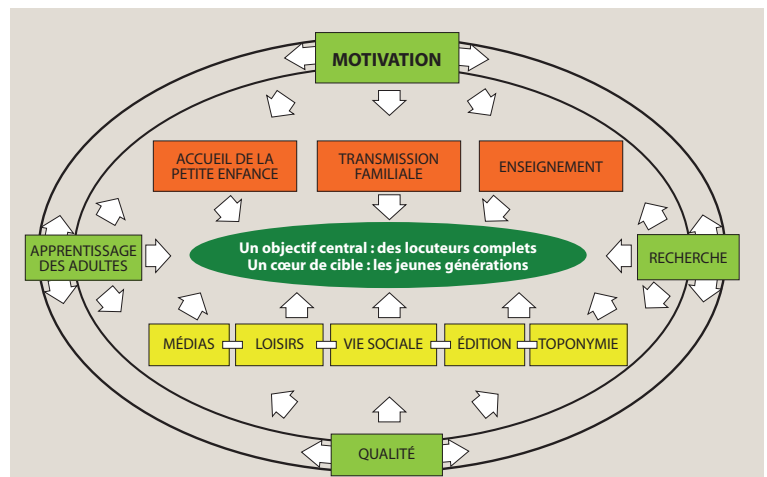 MOTIVATION
ACCUEIL DE LA
PETITE ENFANCE
TRANSMISSION
FAMILIALE
ENSEIGNEMENT
APPRENTISSAGE
DES ADULTES
Un objectif central : des locuteurs complets
Un cœur de cible : les jeunes générations
RECHERCHE
MÉDIAS
LOISIRS
VIE SOCIALE
ÉDITION
TOPONYMIE
QUALITÉ